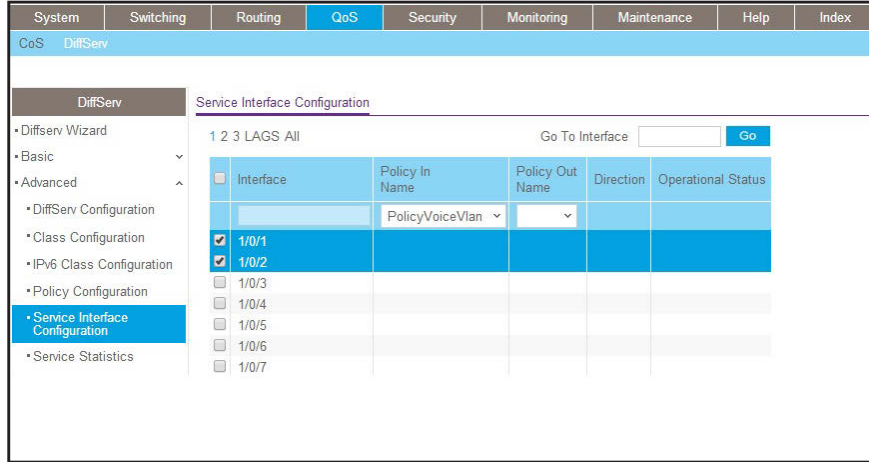 System Switching Routing QoS Security Monitoring Maintenance Help Index
CoS DiffServ
DiffServ
Diffserv Wizard
Basic
Advanced
DiffServ Configuration
Class Configuration
IPv6 Class Configuration
Policy Configuration
Service Interface
Configuration
Service Statistics
Service Interface Configuration
1 2 3 LAGS All Go To Interface Go
Interface Policy In Name Policy Out Name Direction Operational Status
PolicyVoiceVlan
1/0/1
1/0/2
1/0/3
1/0/4
1/0/5
1/0/6
1/0/7